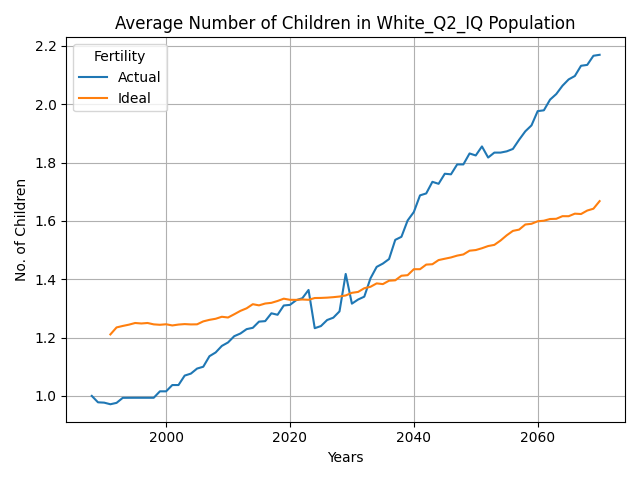 Average Number of Children in White_Q2_IQ Population
Fertility
Actual
Ideal
No. of Children
2.2
2.0
1.8
1.6
1.4
1.2
1.0
2000
2020
2040
2060
Years